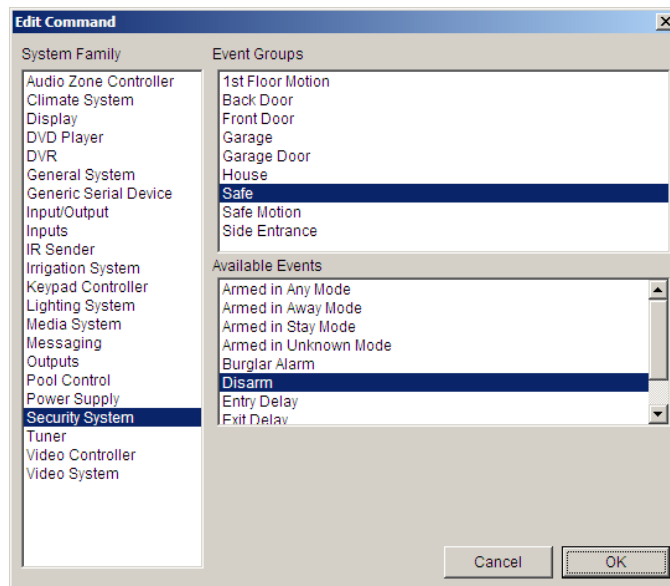 Edit Command
System Family
Audio Zone Controller
Climate System
Display
DVD Player
DVR
General System
Generic Serial Device
Input/Output
Inputs
IR Sender
Irrigation System
Keypad Controller
Lighting System
Media System
Messaging
Outputs
Pool Control
Power Supply
Security System
Tuner
Video Controller
Video System
Event Groups
1st Floor Motion
Back Door
Front Door
Garage
Garage Door
House
Safe
Safe Motion
Side Entrance
Available Events
Armed in Any Mode
Armed in Away Mode
Armed in Stay Mode
Armed in Unknown Mode
Burglar Alarm
Disarm
Entry Delay
Exit Delay
Cancel
OK